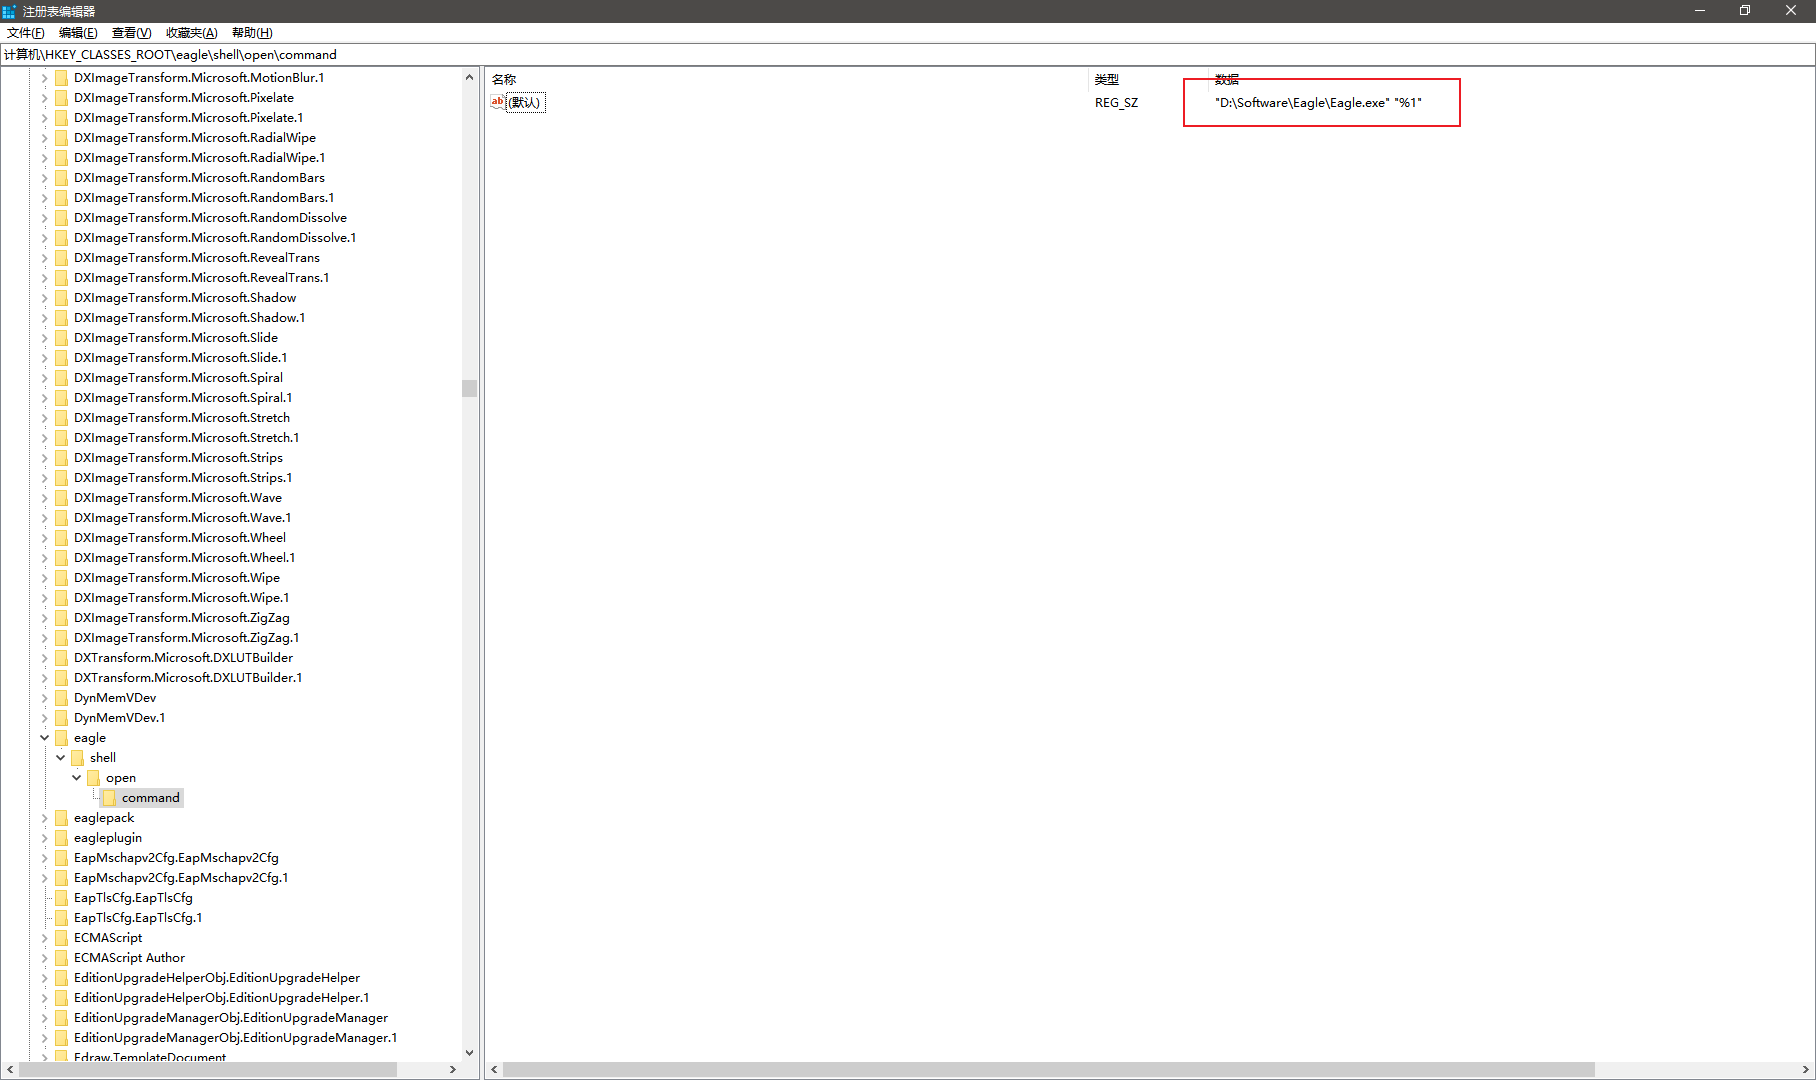 注册表编辑器
文件(F) 编辑(E) 查看(V) 收藏夹(A) 帮助(H)
计算机\HKEY_CLASSES_ROOT\eagle\shell\open\command
DXImageTransform.Microsoft.MotionBlur.1
DXImageTransform.Microsoft.Pixelate
DXImageTransform.Microsoft.Pixelate.1
DXImageTransform.Microsoft.RadialWipe
DXImageTransform.Microsoft.RadialWipe.1
DXImageTransform.Microsoft.RandomBars
DXImageTransform.Microsoft.RandomBars.1
DXImageTransform.Microsoft.RandomDissolve
DXImageTransform.Microsoft.RandomDissolve.1
DXImageTransform.Microsoft.RevealTrans
DXImageTransform.Microsoft.RevealTrans.1
DXImageTransform.Microsoft.Shadow
DXImageTransform.Microsoft.Shadow.1
DXImageTransform.Microsoft.Slide
DXImageTransform.Microsoft.Slide.1
DXImageTransform.Microsoft.Spiral
DXImageTransform.Microsoft.Spiral.1
DXImageTransform.Microsoft.Stretch
DXImageTransform.Microsoft.Stretch.1
DXImageTransform.Microsoft.Strips
DXImageTransform.Microsoft.Strips.1
DXImageTransform.Microsoft.Wave
DXImageTransform.Microsoft.Wave.1
DXImageTransform.Microsoft.Wheel
DXImageTransform.Microsoft.Wheel.1
DXImageTransform.Microsoft.Wipe
DXImageTransform.Microsoft.Wipe.1
DXImageTransform.Microsoft.ZigZag
DXImageTransform.Microsoft.ZigZag.1
DXTransform.Microsoft.DXLUTBuilder
DXTransform.Microsoft.DXLUTBuilder.1
DynMemVDev
DynMemVDev.1
eagle
shell
open
command
eaglepack
eagleplugin
EapMschapv2Cfg.EapMschapv2Cfg
EapMschapv2Cfg.EapMschapv2Cfg.1
EapTlsCfg.EapTlsCfg
EapTlsCfg.EapTlsCfg.1
ECMAScript
ECMAScript Author
EditionUpgradeHelperObj.EditionUpgradeHelper
EditionUpgradeHelperObj.EditionUpgradeHelper.1
EditionUpgradeManagerObj.EditionUpgradeManager
EditionUpgradeManagerObj.EditionUpgradeManager.1
Edraw.TemplateDocument
名称 类型 数据
ab (默认) REG_SZ "D:\Software\Eagle\Eagle.exe" "%1"